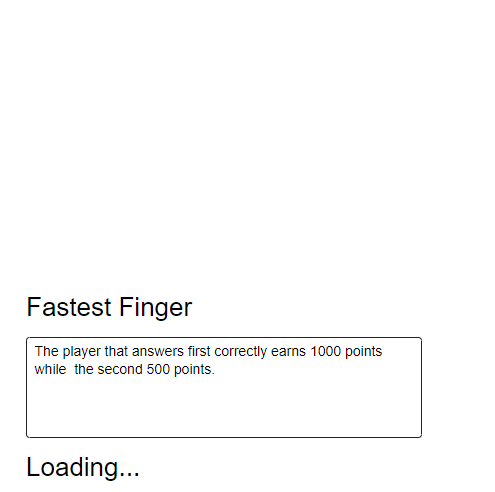 Fastest Finger
The player that answers first correctly earns 1000 points
while  the second 500 points.
Loading...